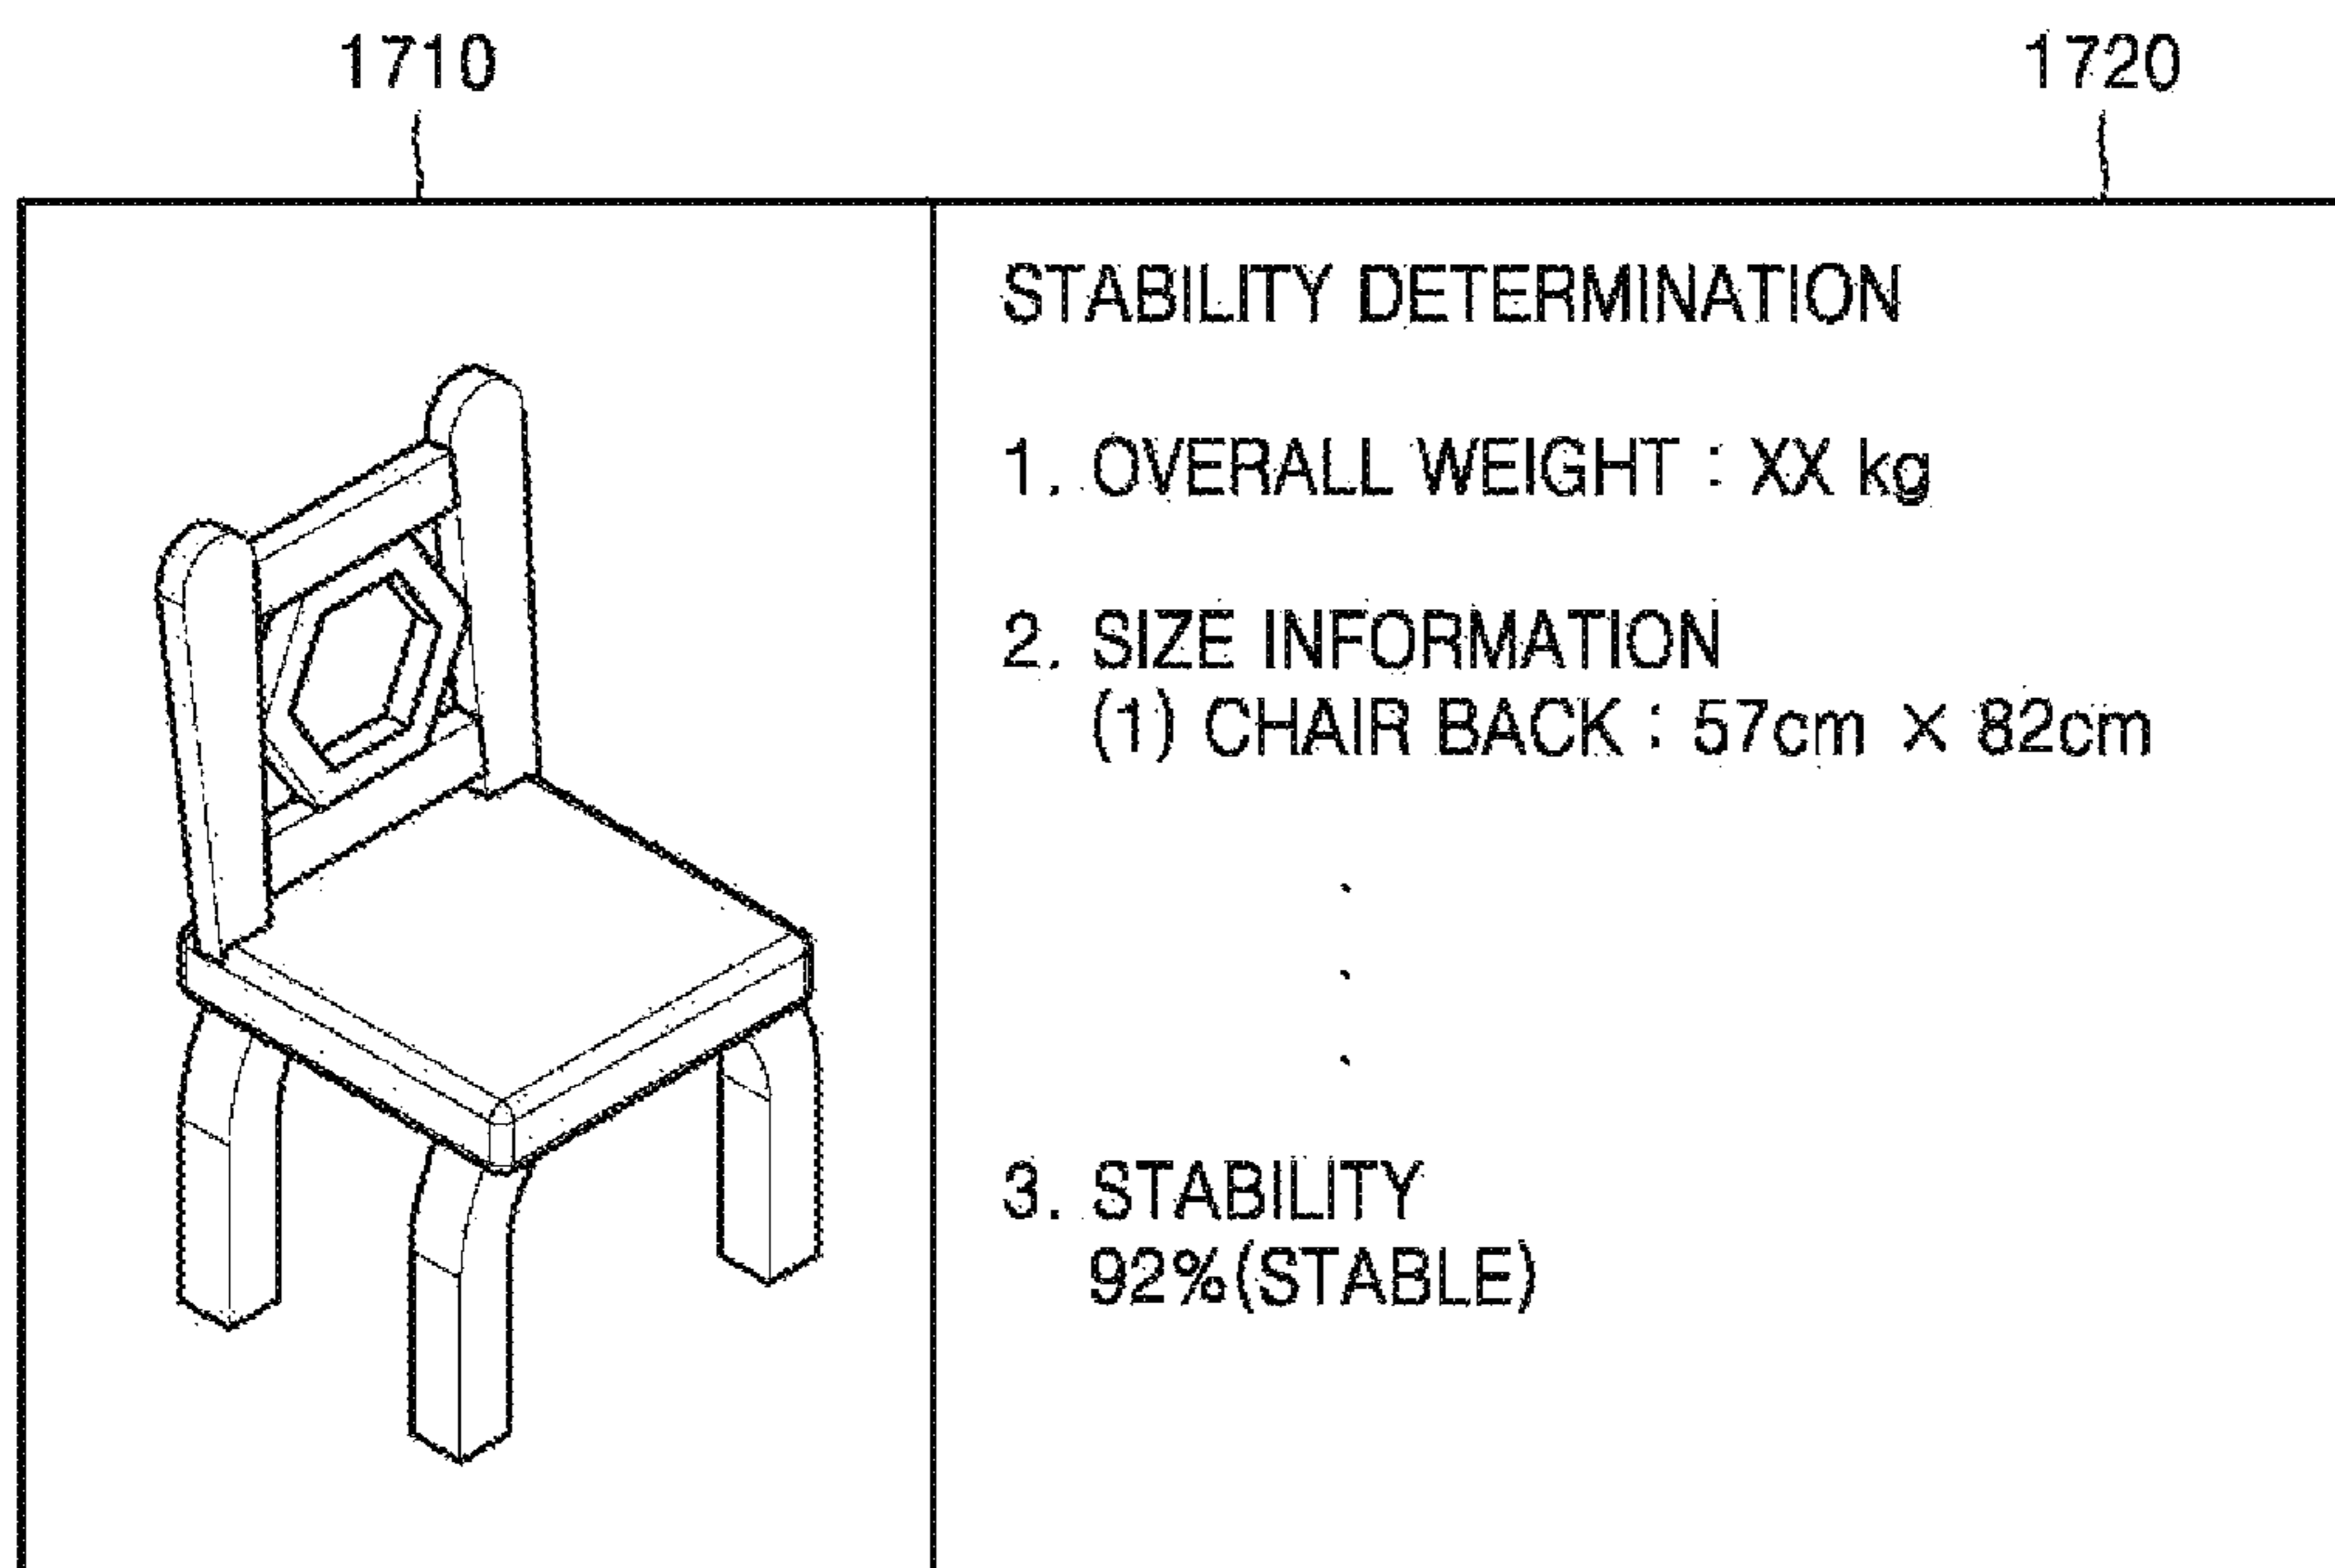 1710
1720
STABILITY DETERMINATION
1. OVERALL WEIGHT : XX kg
2. SIZE INFORMATION
(1) CHAIR BACK : 57cm × 82cm
.
.
.
3. STABILITY
92%(STABLE)